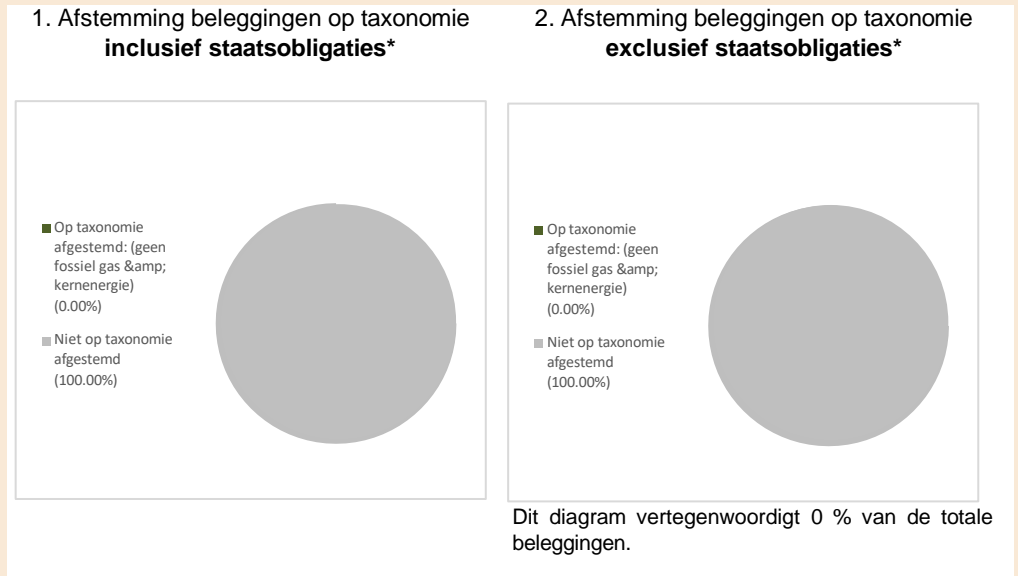 1. Afstemming beleggingen op taxonomie
inclusief staatsobligaties*
Op taxonomie
afgestemd: (geen
fossiel gas &amp;
kernenergie)
(0.00%)
Niet op taxonomie
afgestemd
(100.00%)
2. Afstemming beleggingen op taxonomie
exclusief staatsobligaties*
Op taxonomie
afgestemd: (geen
fossiel gas &amp;
kernenergie)
(0.00%)
Niet op taxonomie
afgestemd
(100.00%)
Dit diagram vertegenwoordigt 0 % van de totale
beleggingen.